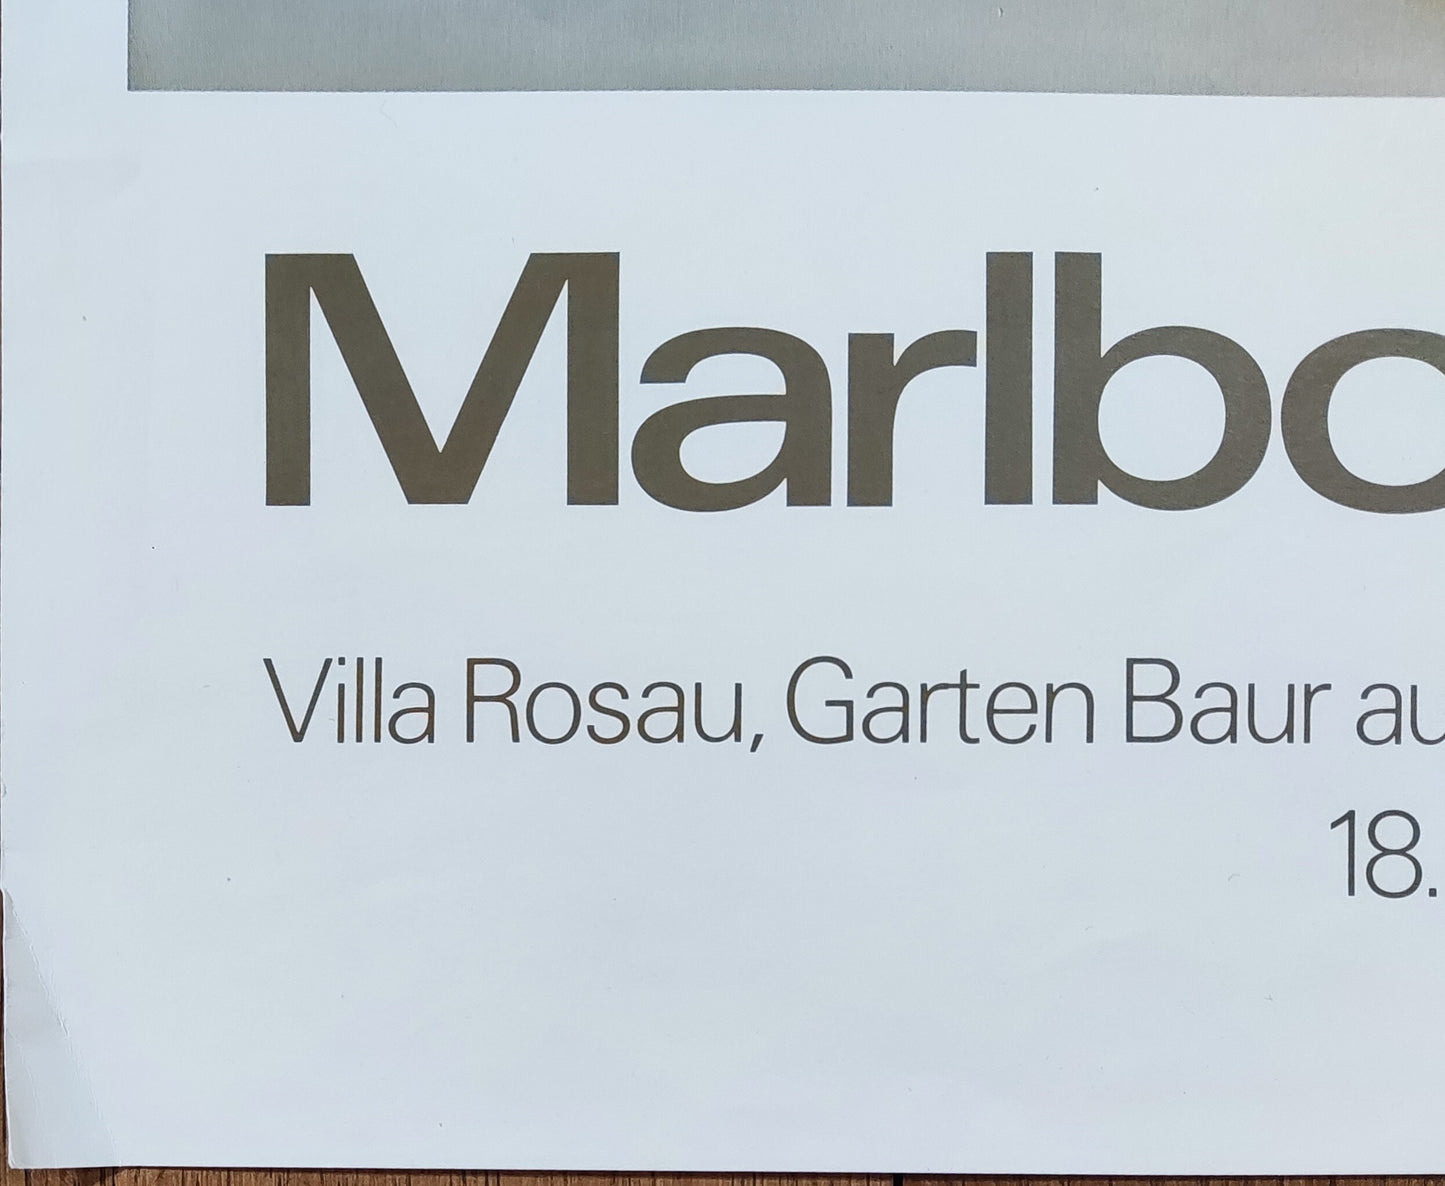 Marlbo
Villa Rosau, Garten Baur au
18.